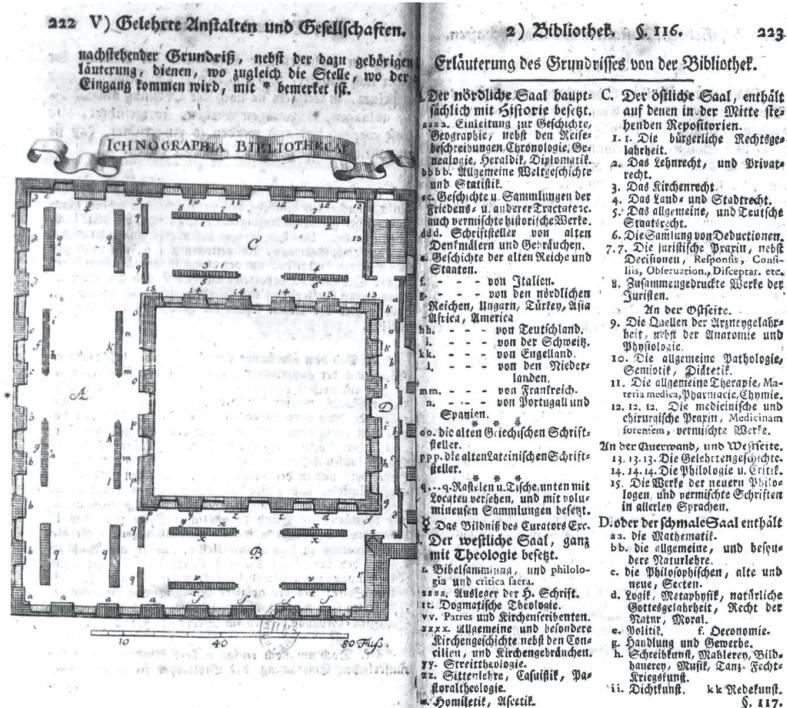 222 V) Gelehrte Anstalten und Gesellschaften.
nachstehender Grundriß, nebst der dazu gehörigen
läuterung, dienen, wo zugleich die Stelle, wo der
Eingang kommen wird, mit * bemerket ist.
ICHNOGRAPHIA BIBLIOTHECAE
C
A
D
B
10 40 80 Fuss.
2) Bibliothek. §. 116. 223
Erläuterung des Grundrisses von der Bibliothek.
Der nördliche Saal haupt-
sächlich mit Historie besetzt.
aaaa. Einleitung zur Geschichte,
Geographie, nebst den Reise-
beschreibungen, Chronologie, Ge-
nealogie, Heraldik, Diplomatik.
bbbb. Allgemeine Weltgeschichte
und Statistik.
cc. Geschichte u. Sammlungen der
Friedens- u. anderer Tractaten ic.
auch vermischte historische Werke.
ddd. Schriftsteller von alten
Denkmälern und Gebräuchen.
e. Geschichte der alten Reiche und
Staaten.
f. - - - von Italien.
g. - - - von den nördlichen
Reichen, Ungarn, Türkey, Asia
Africa, America
hh. - - - von Teutschland.
i. - - - von der Schweitz.
kk. - - - von Engelland.
l. - - - von den Nieder-
landen.
mm. - - - von Frankreich.
n. - - - von Portugall und
Spanien.
oo. die alten Griechischen Schrift-
steller.
ppp. die alten Lateinischen Schrift-
steller.
q...q. Rastelen u. Tische, unten mit
Locaten versehen, und mit volu-
mineusen Sammlungen besetzt.
Das Bildniß des Curators Exc.
Der westliche Saal, ganz
mit Theologie besetzt.
r. Bibelsammlung, und philolo-
gia und critica sacra.
ssss. Ausleger der H. Schrift.
tt. Dogmatische Theologie.
vv. Patres und Kirchenscribenten.
xxxx. Allgemeine und besondere
Kirchengeschichte nebst den Con-
cilien, und Kirchengebräuchen.
yy. Streittheologie.
zz. Sittenlehre, Casuistik, Pa-
storaltheologie.
Homiletik, Ascetik.
C. Der östliche Saal, enthält
auf denen in der Mitte ste-
henden Repositorien.
1. 1. Die bürgerliche Rechtsge-
lahrheit.
2. Das Lehnrecht, und Privat-
recht.
3. Das Kirchenrecht.
4. Das Land- und Stadtrecht.
5. Das allgemeine, und Teutsche
Staatsrecht.
6. Die Samlung von Deductionen.
7. 7. Die juristische Praxin, nebst
Decisionen, Responsis, Consi-
liis, Observation., Disceptat. etc.
8. Zusammengedruckte Werke der
Juristen.
An der Ostseite.
9. Die Quellen der Arzneygelahr-
heit, nebst der Anatomie und
Physiologie.
10. Die allgemeine Pathologie,
Semiotik, Diätetik.
11. Die allgemeine Therapie, Ma-
teria medica, Pharmacie, Chymie.
12. 12. 12. Die medicinische und
chirurgische Praxin, Medicinam
forensem, vermischte Werke.
An der Querwand, und Westseite.
13. 13. 13. Die Gelehrtengeschichte.
14. 14. 14. Die Philologie u. Critik.
15. Die Werke der neuern Philo-
logen, und vermischte Schriften
in allerley Sprachen.
D. oder der schmale Saal enthält
aa. die Mathematik.
bb. die allgemeine, und beson-
dere Naturlehre.
c. die Philosophischen, alte und
neue, Secten.
d. Logik, Metaphysik, natürliche
Gottesgelahrheit, Recht der
Natur, Moral.
e. Politik. f. Oeconomie.
g. Handlung und Gewerbe.
h. Schreibkunst, Mahlerey, Bild-
hauerey, Musik, Tanz- Fecht-
Kriegskunst.
ii. Dichtkunst. kk Redekunst.
§. 117.